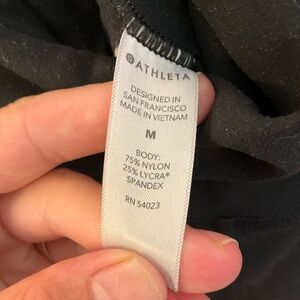 ATHLETA
DESIGNED IN
SAN FRANCISCO
MADE IN VIETNAM
M
BODY:
75% NYLON
25% LYCRA®
SPANDEX
RN 54023